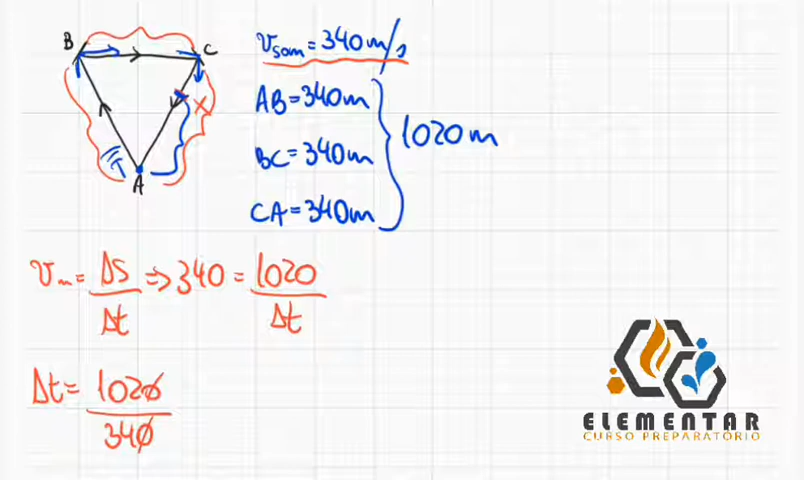 B C
A
X
V som = 340 m/s
AB = 340 m
BC = 340 m
CA = 340 m
1020 m
Vm = ΔS/Δt => 340 = 1020/Δt
Δt = 1020/340
ELEMENTAR
CURSO PREPARATÓRIO